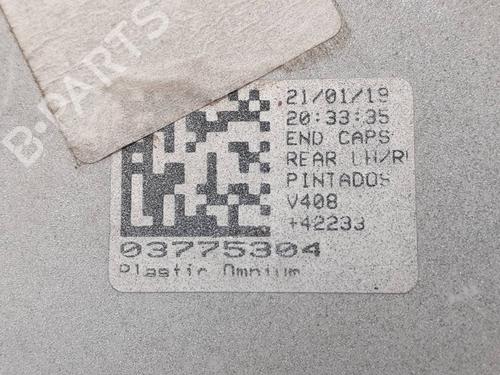 B-PARTS
21/01/19
20:33:35
END CAPS
REAR LH/R
PINTADOS
V408
+42233
03775304
Plastic Omnium